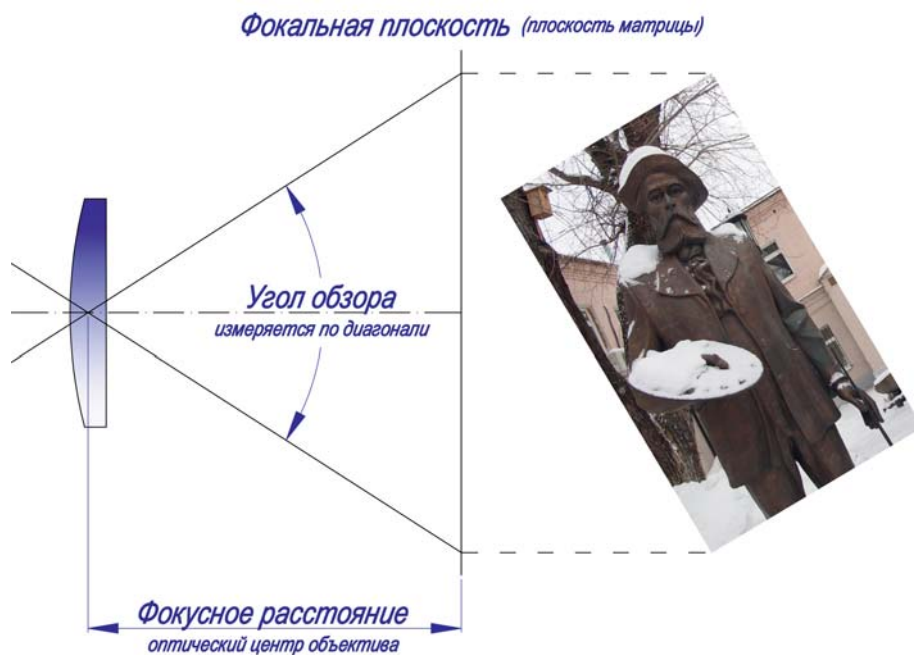 Фокальная плоскость (плоскость матрицы)
Угол обзора
измеряется по диагонали
Фокусное расстояние
оптический центр объектива